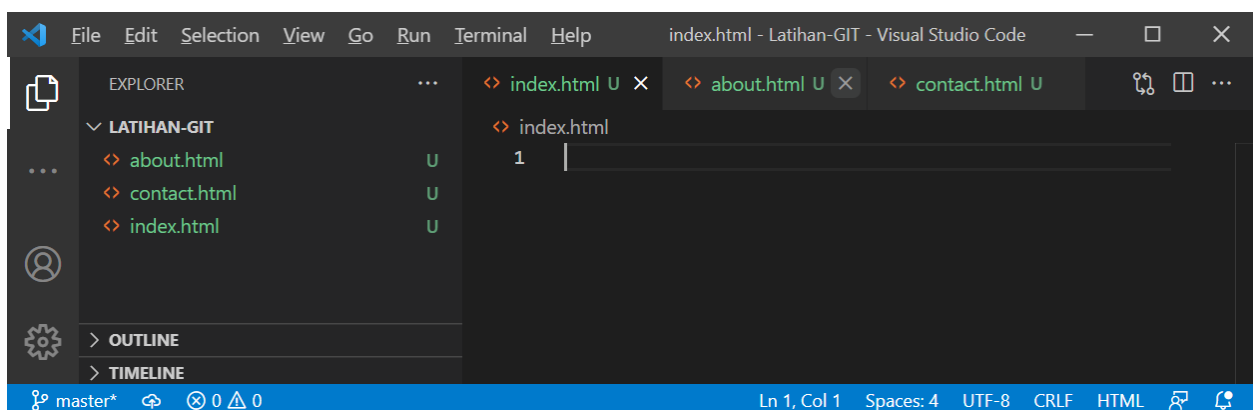 File Edit Selection View Go Run Terminal Help index.html - Latihan-GIT - Visual Studio Code
EXPLORER ... index.html U about.html U contact.html U ...
LATIHAN-GIT
index.html
about.html U
1
contact.html U
index.html U
OUTLINE
TIMELINE
master* 0 0 Ln 1, Col 1 Spaces: 4 UTF-8 CRLF HTML